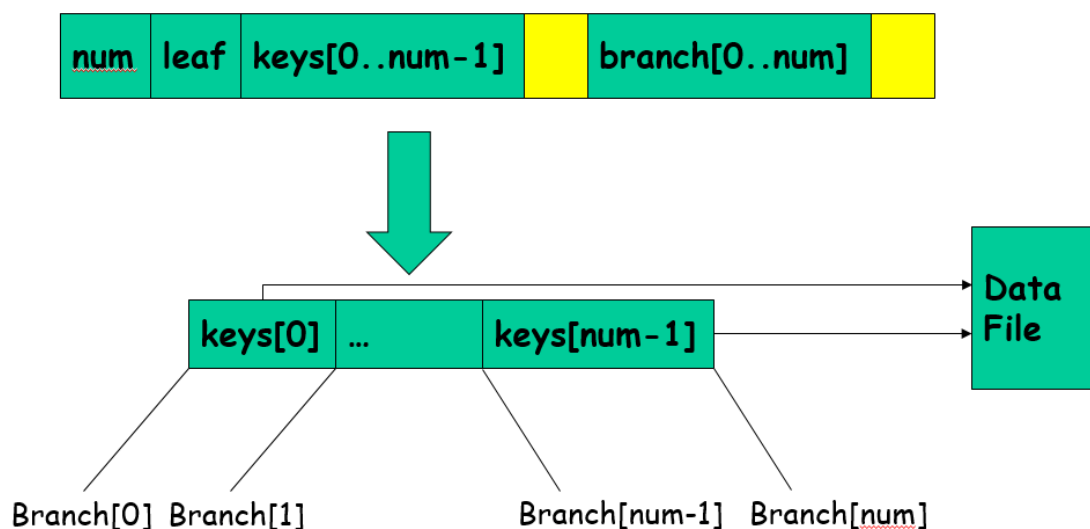 num leaf keys[0..num-1] branch[0..num]
Data
File
keys[0] ... keys[num-1]
Branch[0] Branch[1] Branch[num-1] Branch[num]